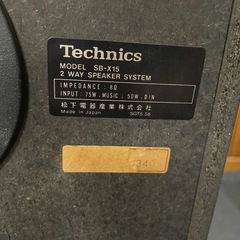 Technics
MODEL SB-X15
2 WAY SPEAKER SYSTEM
IMPEDANCE : 8Ω
INPUT : 75W . MUSIC , 50W . DIN
松下電器産業株式会社
Made in Japan